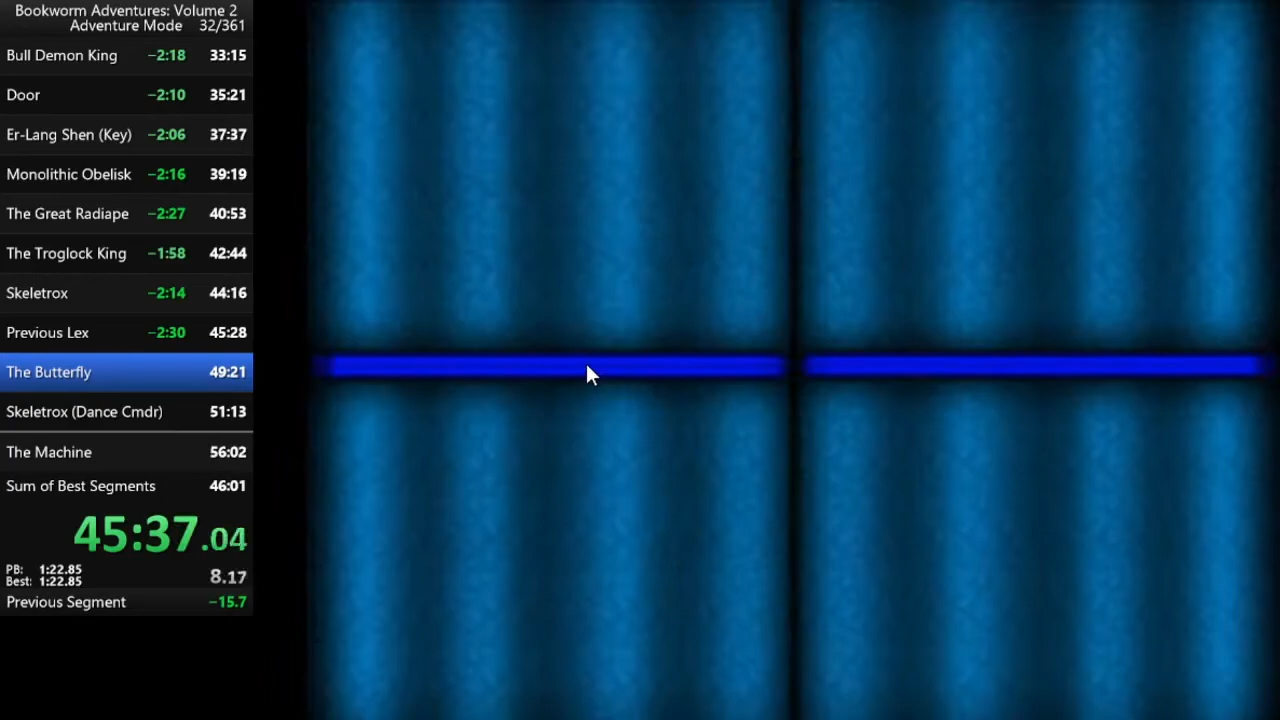 Bookworm Adventures: Volume 2
Adventure Mode 32/361
Bull Demon King −2:18 33:15
Door −2:10 35:21
Er-Lang Shen (Key) −2:06 37:37
Monolithic Obelisk −2:16 39:19
The Great Radiape −2:27 40:53
The Troglock King −1:58 42:44
Skeletrox −2:14 44:16
Previous Lex −2:30 45:28
The Butterfly 49:21
Skeletrox (Dance Cmdr) 51:13
The Machine 56:02
Sum of Best Segments 46:01
45:37.04
PB: 1:22.85
Best: 1:22.85 8.17
Previous Segment −15.7